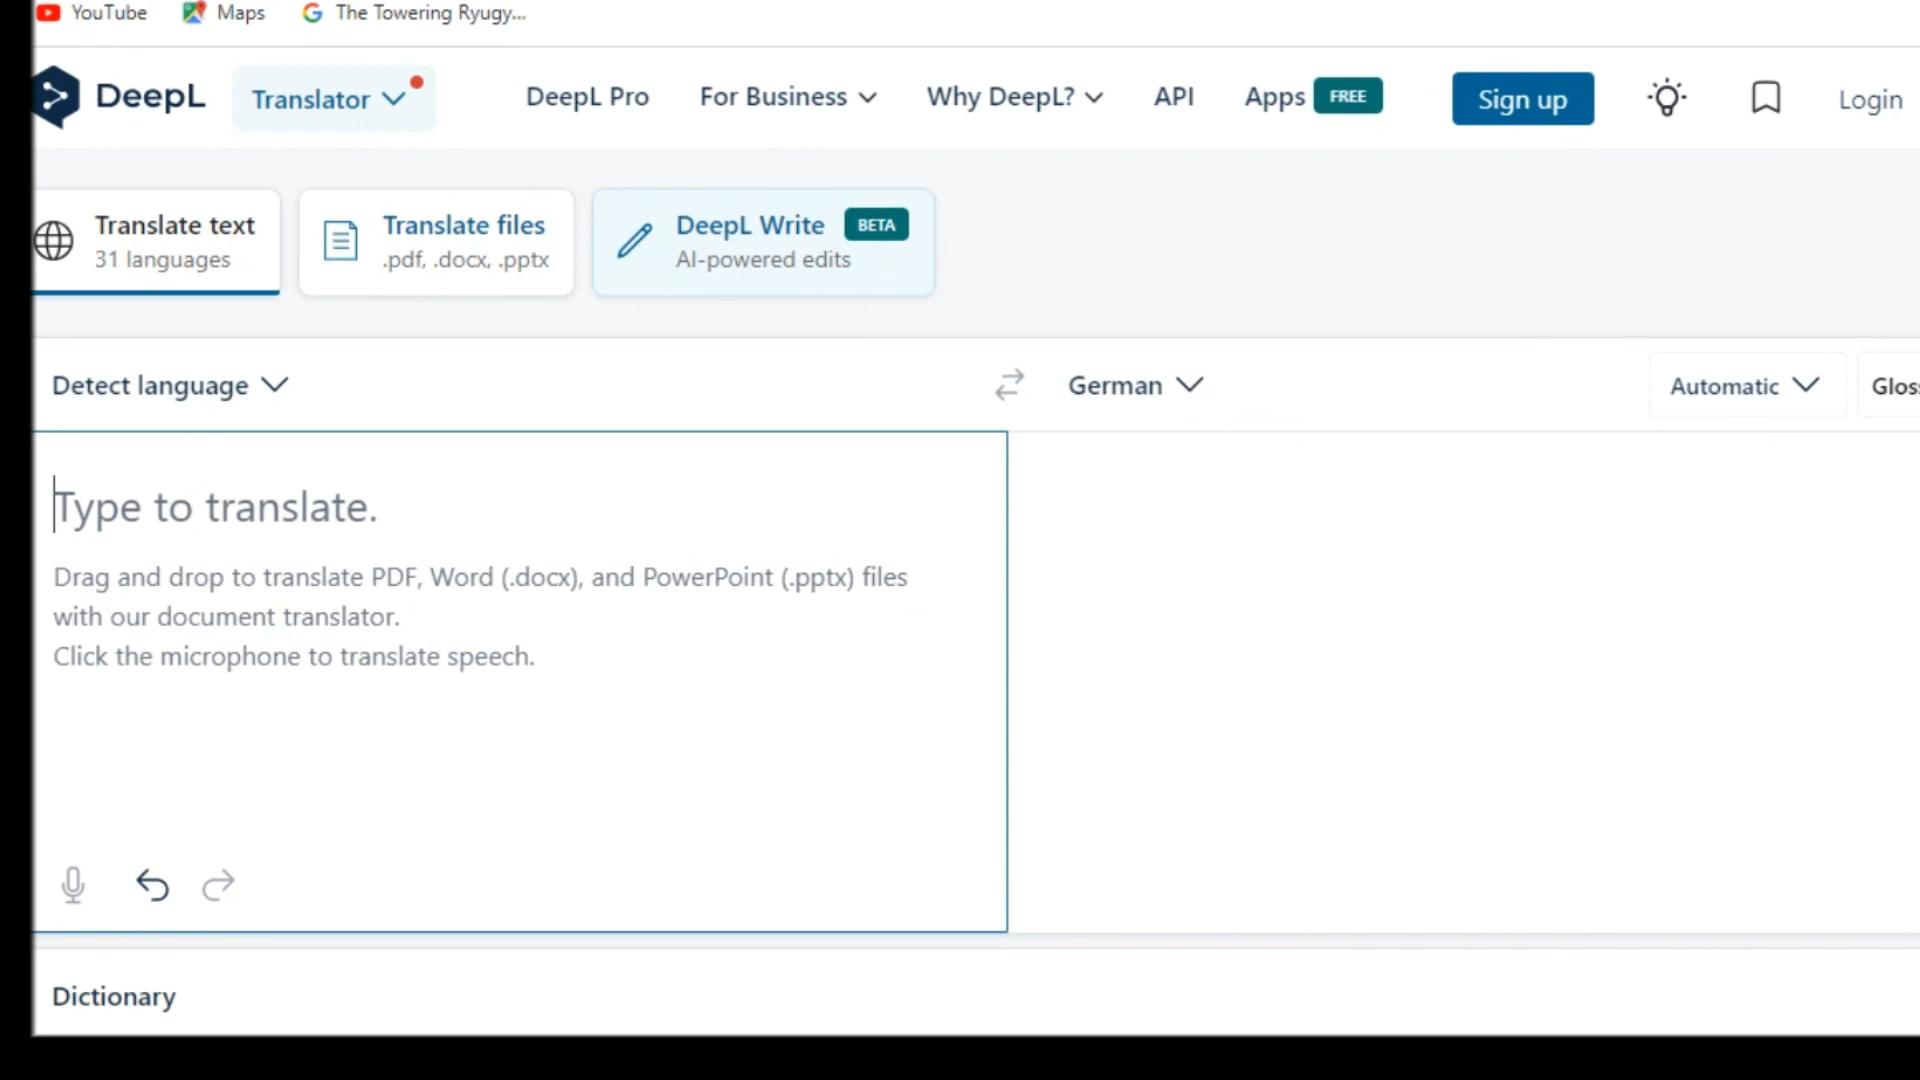 YouTube Maps The Towering Ryugy...
DeepL Translator DeepL Pro For Business Why DeepL? API Apps FREE Sign up Login
Translate text
31 languages
Translate files
.pdf, .docx, .pptx
DeepL Write BETA
AI-powered edits
Detect language German Automatic Glos
Type to translate.
Drag and drop to translate PDF, Word (.docx), and PowerPoint (.pptx) files
with our document translator.
Click the microphone to translate speech.
Dictionary